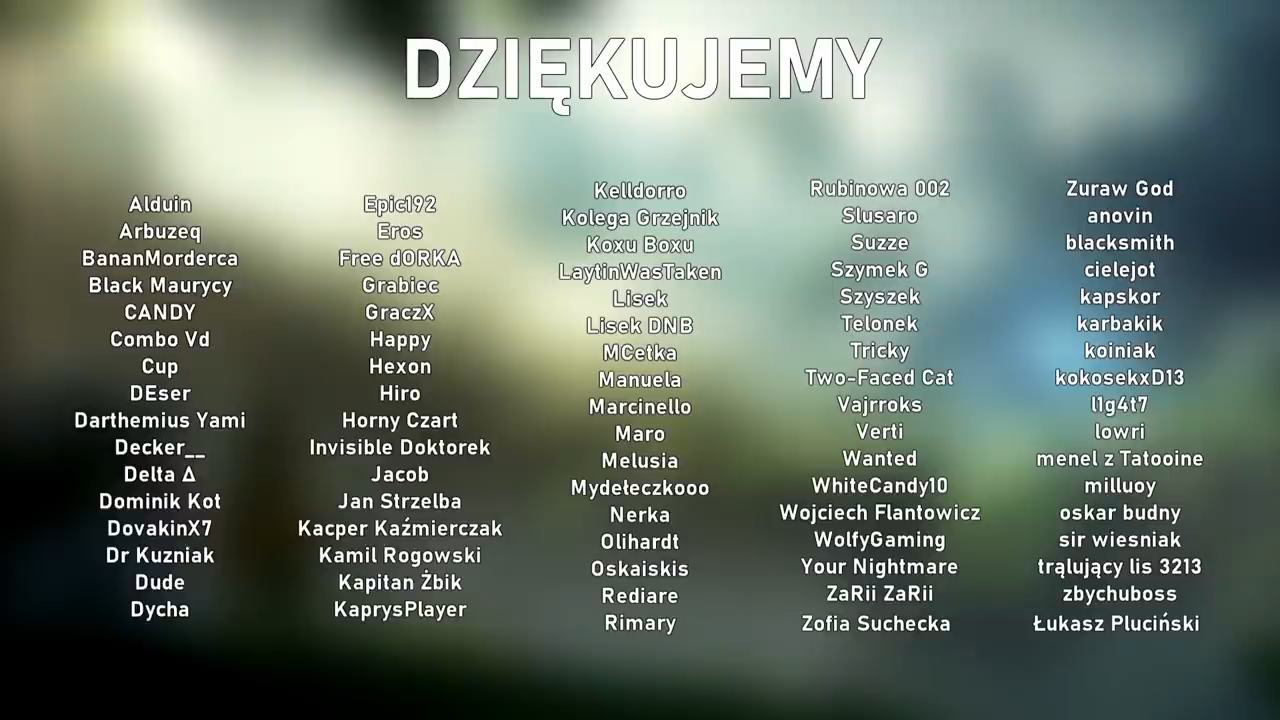 DZIĘKUJEMY
Alduin
Arbuzeq
BananMorderca
Black Maurycy
CANDY
Combo Vd
Cup
DEser
Darthemius Yami
Decker__
Delta Δ
Dominik Kot
DovakinX7
Dr Kuzniak
Dude
Dycha
Epic192
Eros
Free dORKA
Grabiec
GraczX
Happy
Hexon
Hiro
Horny Czart
Invisible Doktorek
Jacob
Jan Strzelba
Kacper Kaźmierczak
Kamil Rogowski
Kapitan Żbik
KaprysPlayer
Kelldorro
Kolega Grzejnik
Koxu Boxu
LaytinWasTaken
Lisek
Lisek DNB
MCetka
Manuela
Marcinello
Maro
Melusia
Mydełeczkooo
Nerka
Olihardt
Oskaiskis
Rediare
Rimary
Rubinowa 002
Slusaro
Suzze
Szymek G
Szyszek
Telonek
Tricky
Two-Faced Cat
Vajrroks
Verti
Wanted
WhiteCandy10
Wojciech Flantowicz
WolfyGaming
Your Nightmare
ZaRii ZaRii
Zofia Suchecka
Zuraw God
anovin
blacksmith
cielejot
kapskor
karbakik
koiniak
kokosekxD13
l1g4t7
lowri
menel z Tatooine
milluoy
oskar budny
sir wiesniak
trąlujący lis 3213
zbychuboss
Łukasz Pluciński